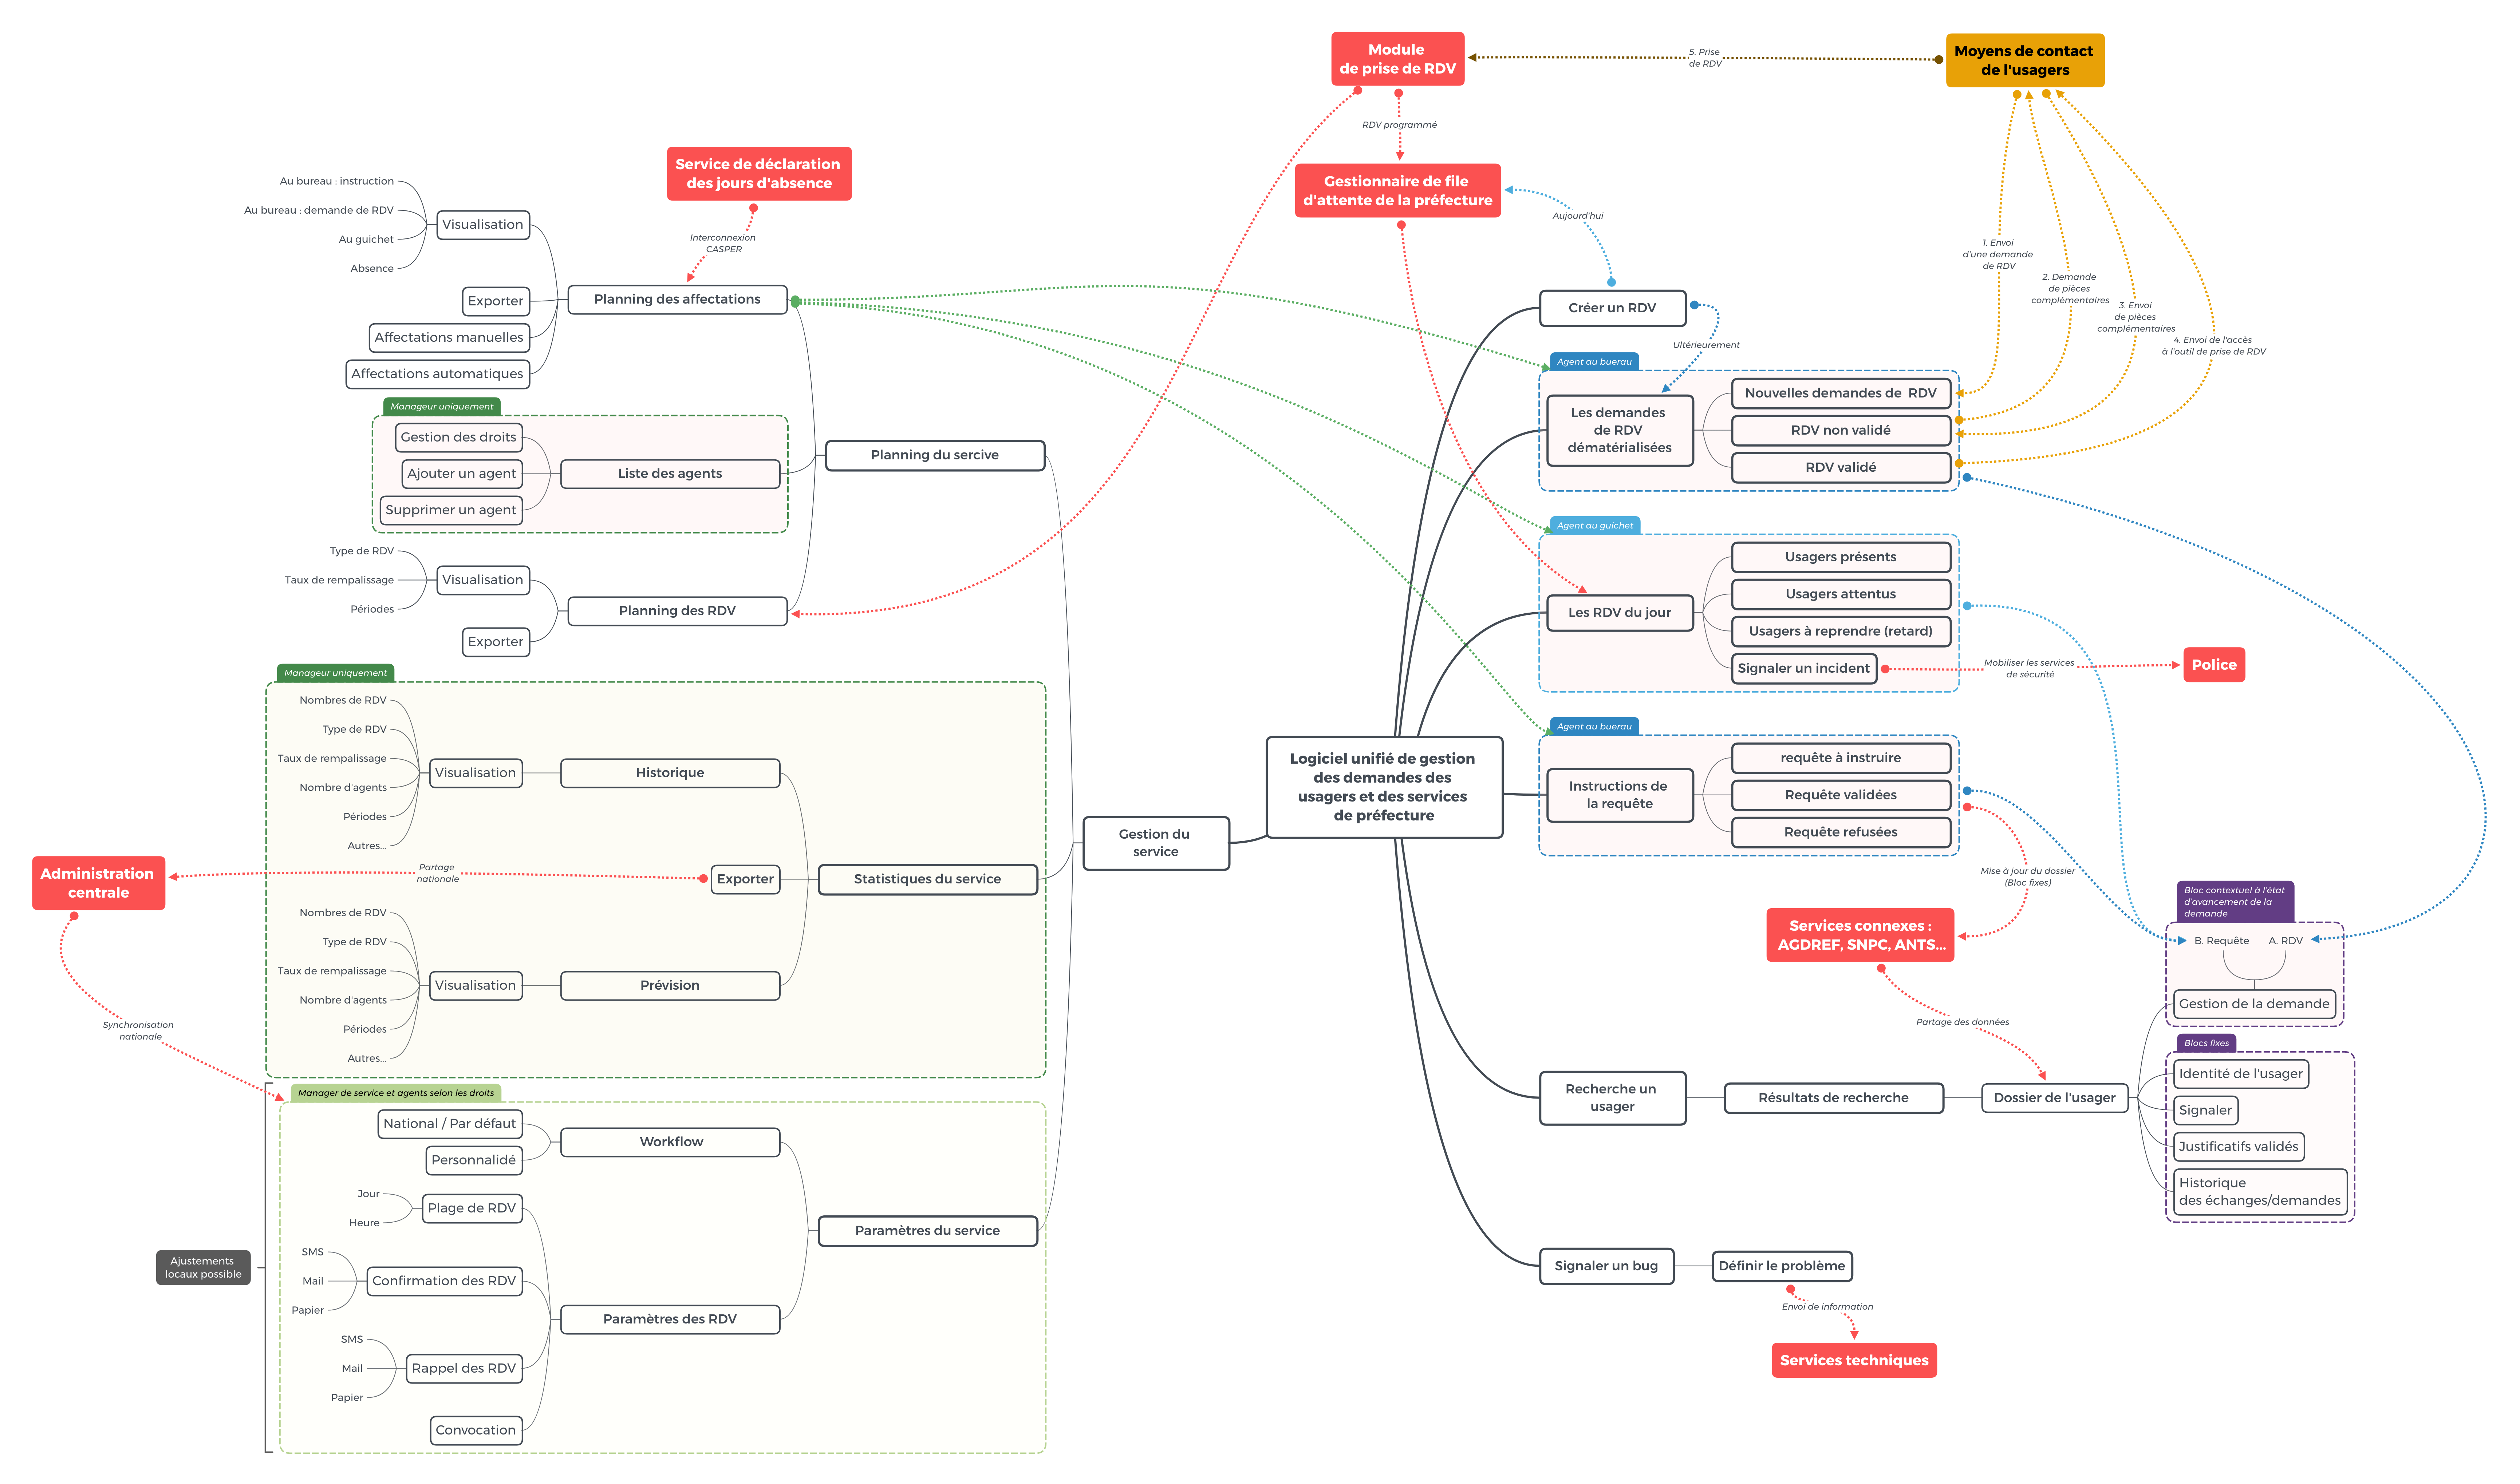 Module
de prise de RDV
5. Prise
de RDV
Moyens de contact
de l'usagers
RDV programmé
Gestionnaire de file
d'attente de la préfecture
Aujourd'hui
1. Envoi
d'une demande
de RDV
2. Demande
de pièces
complémentaires
3. Envoi
de pièces
complémentaires
4. Envoi de l'accès
à l'outil de prise de RDV
Service de déclaration
des jours d'absence
Interconnexion
CASPER
Au bureau : instruction
Au bureau : demande de RDV
Au guichet
Absence
Visualisation
Exporter
Affectations manuelles
Affectations automatiques
Planning des affectations
Manageur uniquement
Gestion des droits
Ajouter un agent
Supprimer un agent
Liste des agents
Planning du sercive
Type de RDV
Taux de rempalissage
Périodes
Visualisation
Exporter
Planning des RDV
Manageur uniquement
Nombres de RDV
Type de RDV
Taux de rempalissage
Nombre d'agents
Périodes
Autres...
Visualisation
Historique
Administration
centrale
Partage
nationale
Exporter
Statistiques du service
Nombres de RDV
Type de RDV
Taux de rempalissage
Nombre d'agents
Périodes
Autres...
Visualisation
Prévision
Synchronisation
nationale
Manager de service et agents selon les droits
National / Par défaut
Personnalidé
Workflow
Jour
Heure
Plage de RDV
SMS
Mail
Papier
Confirmation des RDV
SMS
Mail
Papier
Rappel des RDV
Convocation
Paramètres des RDV
Paramètres du service
Ajustements
locaux possible
Gestion du
service
Logiciel unifié de gestion
des demandes des
usagers et des services
de préfecture
Créer un RDV
Ultérieurement
Agent au buerau
Les demandes
de RDV
dématérialisées
Nouvelles demandes de RDV
RDV non validé
RDV validé
Agent au guichet
Les RDV du jour
Usagers présents
Usagers attentus
Usagers à reprendre (retard)
Signaler un incident
Mobiliser les services
de sécurité
Police
Agent au buerau
Instructions de
la requête
requête à instruire
Requête validées
Requête refusées
Mise à jour du dossier
(Bloc fixes)
Services connexes :
AGDREF, SNPC, ANTS...
Partage des données
Bloc contextuel à l'état
d'avancement de la
demande
B. Requête
A. RDV
Gestion de la demande
Blocs fixes
Identité de l'usager
Signaler
Justificatifs validés
Historique
des échanges/demandes
Recherche un
usager
Résultats de recherche
Dossier de l'usager
Signaler un bug
Définir le problème
Envoi de information
Services techniques